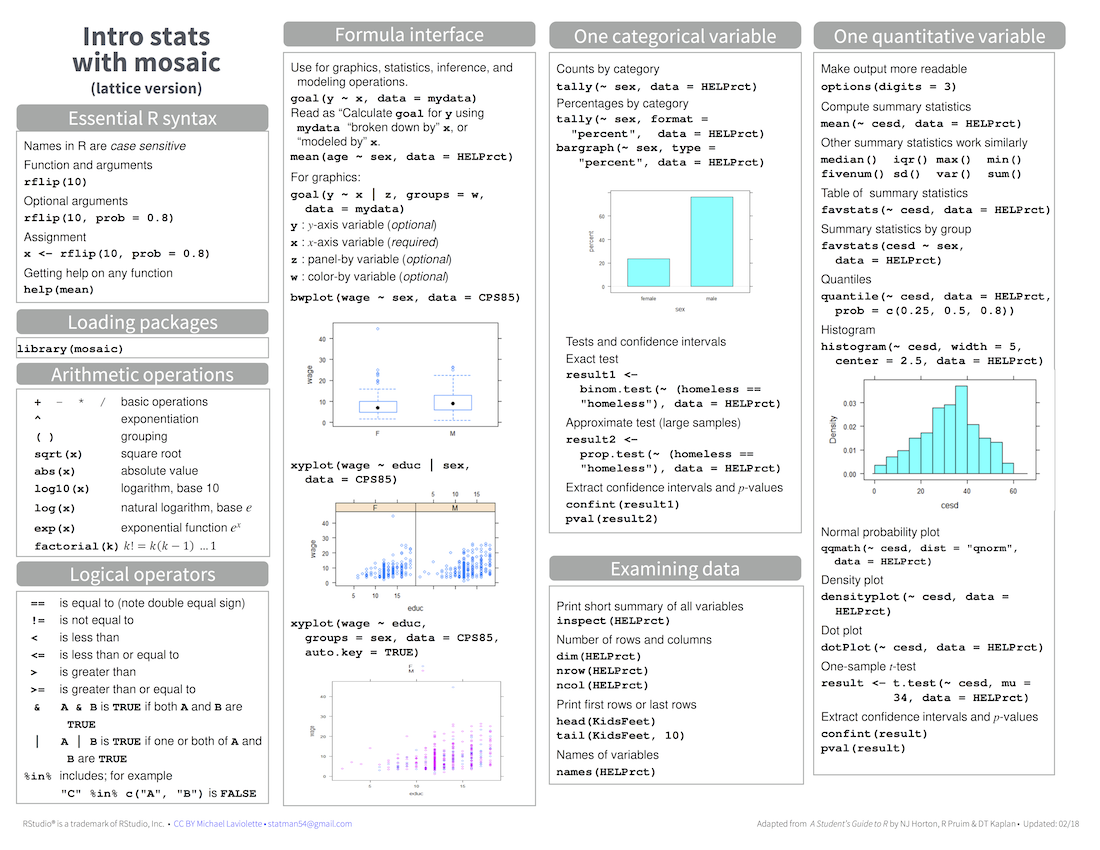 Intro stats
with mosaic
(lattice version)
Essential R syntax
Names in R are case sensitive
Function and arguments
rflip(10)
Optional arguments
rflip(10, prob = 0.8)
Assignment
x <- rflip(10, prob = 0.8)
Getting help on any function
help(mean)
Loading packages
library(mosaic)
Arithmetic operations
+ – * / basic operations
^ exponentiation
( ) grouping
sqrt(x) square root
abs(x) absolute value
log10(x) logarithm, base 10
log(x) natural logarithm, base e
exp(x) exponential function eˣ
factorial(k) k! = k(k − 1) …1
Logical operators
== is equal to (note double equal sign)
!= is not equal to
< is less than
<= is less than or equal to
> is greater than
>= is greater than or equal to
& A & B is TRUE if both A and B are
TRUE
| A | B is TRUE if one or both of A and
B are TRUE
%in% includes; for example
"C" %in% c("A", "B") is FALSE
Formula interface
Use for graphics, statistics, inference, and
modeling operations.
goal(y ~ x, data = mydata)
Read as “Calculate goal for y using
mydata “broken down by” x, or
“modeled by” x.
mean(age ~ sex, data = HELPrct)
For graphics:
goal(y ~ x | z, groups = w,
data = mydata)
y : y-axis variable (optional)
x : x-axis variable (required)
z : panel-by variable (optional)
w : color-by variable (optional)
bwplot(wage ~ sex, data = CPS85)
wage
40
30
20
10
0
F M
xyplot(wage ~ educ | sex,
data = CPS85)
5 10 15
F M
wage
40
30
20
10
0
5 10 15
educ
xyplot(wage ~ educ,
groups = sex, data = CPS85,
auto.key = TRUE)
F
M
wage
40
30
20
10
0
5 10 15
educ
One categorical variable
Counts by category
tally(~ sex, data = HELPrct)
Percentages by category
tally(~ sex, format =
"percent", data = HELPrct)
bargraph(~ sex, type =
"percent", data = HELPrct)
percent
60
40
20
0
female male
sex
Tests and confidence intervals
Exact test
result1 <-
binom.test(~ (homeless ==
"homeless"), data = HELPrct)
Approximate test (large samples)
result2 <-
prop.test(~ (homeless ==
"homeless"), data = HELPrct)
Extract confidence intervals and p-values
confint(result1)
pval(result2)
Examining data
Print short summary of all variables
inspect(HELPrct)
Number of rows and columns
dim(HELPrct)
nrow(HELPrct)
ncol(HELPrct)
Print first rows or last rows
head(KidsFeet)
tail(KidsFeet, 10)
Names of variables
names(HELPrct)
One quantitative variable
Make output more readable
options(digits = 3)
Compute summary statistics
mean(~ cesd, data = HELPrct)
Other summary statistics work similarly
median() iqr() max() min()
fivenum() sd() var() sum()
Table of summary statistics
favstats(~ cesd, data = HELPrct)
Summary statistics by group
favstats(cesd ~ sex,
data = HELPrct)
Quantiles
quantile(~ cesd, data = HELPrct,
prob = c(0.25, 0.5, 0.8))
Histogram
histogram(~ cesd, width = 5,
center = 2.5, data = HELPrct)
Density
0.03
0.02
0.01
0.00
0 20 40 60
cesd
Normal probability plot
qqmath(~ cesd, dist = "qnorm",
data = HELPrct)
Density plot
densityplot(~ cesd, data =
HELPrct)
Dot plot
dotPlot(~ cesd, data = HELPrct)
One-sample t-test
result <- t.test(~ cesd, mu =
34, data = HELPrct)
Extract confidence intervals and p-values
confint(result)
pval(result)
RStudio® is a trademark of RStudio, Inc. • CC BY Michael Laviolette • statman54@gmail.com
Adapted from A Student's Guide to R by NJ Horton, R Pruim & DT Kaplan • Updated: 02/18